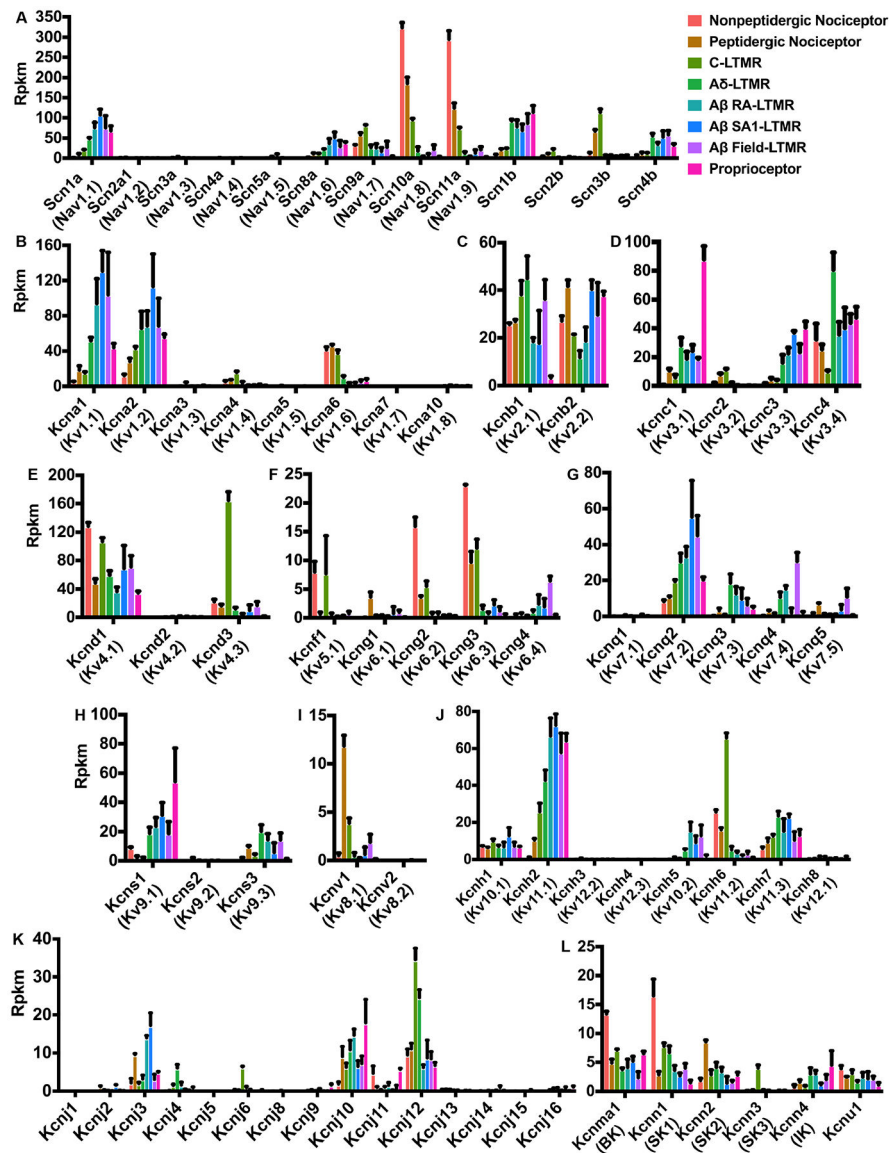 A
Rpkm
350
300
250
200
150
100
50
0
Scn1a
(Nav1.1)
Scn2a1
(Nav1.2)
Scn3a
(Nav1.3)
Scn4a
(Nav1.4)
Scn5a
(Nav1.5)
Scn8a
(Nav1.6)
Scn9a
(Nav1.7)
Scn10a
(Nav1.8)
Scn11a
(Nav1.9)
Scn1b
Scn2b
Scn3b
Scn4b
Nonpeptidergic Nociceptor
Peptidergic Nociceptor
C-LTMR
Aδ-LTMR
Aβ RA-LTMR
Aβ SA1-LTMR
Aβ Field-LTMR
Proprioceptor
B
Rpkm
160
120
80
40
0
Kcna1
(Kv1.1)
Kcna2
(Kv1.2)
Kcna3
(Kv1.3)
Kcna4
(Kv1.4)
Kcna5
(Kv1.5)
Kcna6
(Kv1.6)
Kcna7
(Kv1.7)
Kcna10
(Kv1.8)
C
60
40
20
0
Kcnb1
(Kv2.1)
Kcnb2
(Kv2.2)
D
100
80
60
40
20
0
Kcnc1
(Kv3.1)
Kcnc2
(Kv3.2)
Kcnc3
(Kv3.3)
Kcnc4
(Kv3.4)
E
Rpkm
200
160
120
80
40
0
Kcnd1
(Kv4.1)
Kcnd2
(Kv4.2)
Kcnd3
(Kv4.3)
F
25
20
15
10
5
0
Kcnf1
(Kv5.1)
Kcng1
(Kv6.1)
Kcng2
(Kv6.2)
Kcng3
(Kv6.3)
Kcng4
(Kv6.4)
G
80
60
40
20
0
Kcnq1
(Kv7.1)
Kcnq2
(Kv7.2)
Kcnq3
(Kv7.3)
Kcnq4
(Kv7.4)
Kcnq5
(Kv7.5)
H
Rpkm
100
80
60
40
20
0
Kcns1
(Kv9.1)
Kcns2
(Kv9.2)
Kcns3
(Kv9.3)
I
15
10
5
0
Kcnv1
(Kv8.1)
Kcnv2
(Kv8.2)
J
80
60
40
20
0
Kcnh1
(Kv10.1)
Kcnh2
(Kv11.1)
Kcnh3
(Kv12.2)
Kcnh4
(Kv12.3)
Kcnh5
(Kv10.2)
Kcnh6
(Kv11.2)
Kcnh7
(Kv11.3)
Kcnh8
(Kv12.1)
K
Rpkm
40
30
20
10
0
Kcnj1
Kcnj2
Kcnj3
Kcnj4
Kcnj5
Kcnj6
Kcnj8
Kcnj9
Kcnj10
Kcnj11
Kcnj12
Kcnj13
Kcnj14
Kcnj15
Kcnj16
L
25
20
15
10
5
0
Kcnma1
(BK)
Kcnn1
(SK1)
Kcnn2
(SK2)
Kcnn3
(SK3)
Kcnn4
(IK)
Kcnu1